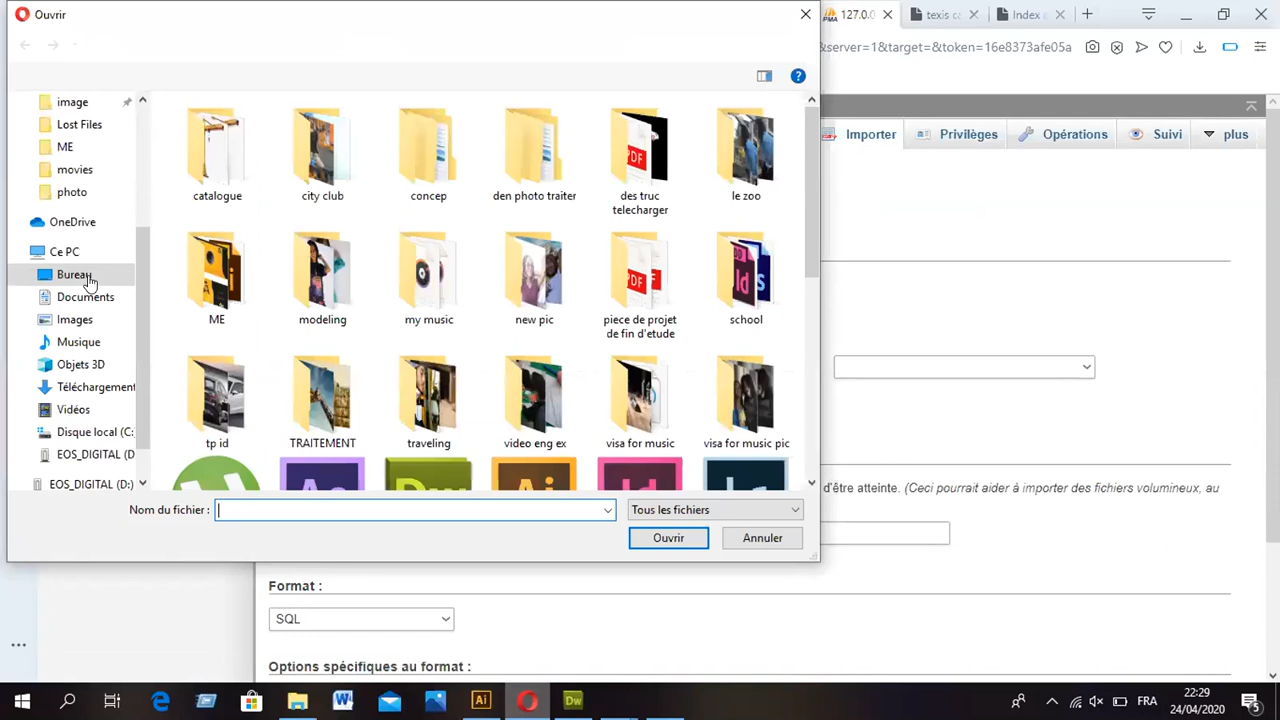 Ouvrir
127.0.0
texis co
Index d
&server=1&target=&token=16e8373afe05a
image
Lost Files
ME
movies
photo
OneDrive
Ce PC
Bureau
Documents
Images
Musique
Objets 3D
Téléchargement
Vidéos
Disque local (C:
EOS_DIGITAL (D
EOS_DIGITAL (D:)
catalogue
city club
concep
den photo traiter
des truc
telecharger
le zoo
ME
modeling
my music
new pic
piece de projet
de fin d'etude
school
tp id
TRAITEMENT
traveling
video eng ex
visa for music
visa for music pic
Nom du fichier :
Tous les fichiers
Ouvrir
Annuler
Importer
Privilèges
Opérations
Suivi
plus
d'être atteinte. (Ceci pourrait aider à importer des fichiers volumineux, au
Format :
SQL
Options spécifiques au format :
FRA
22:29
24/04/2020
5